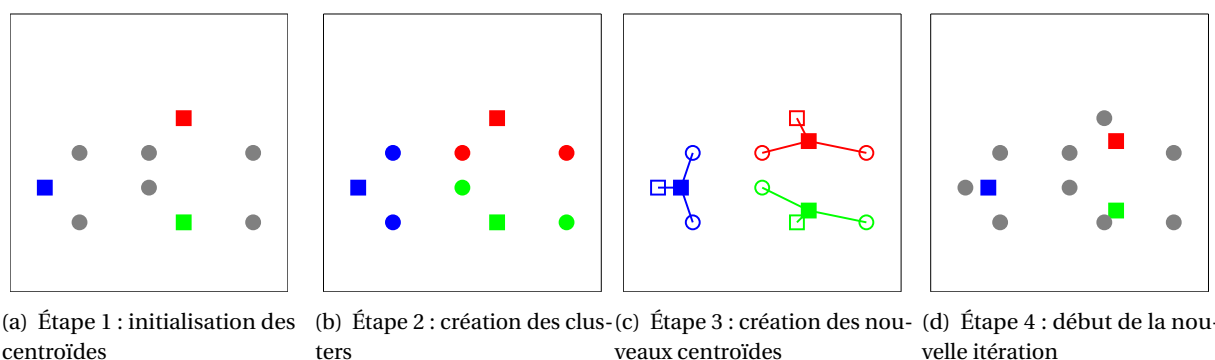 (a) Étape 1 : initialisation des
centroïdes
(b) Étape 2 : création des clus-
ters
(c) Étape 3 : création des nou-
veaux centroïdes
(d) Étape 4 : début de la nou-
velle itération